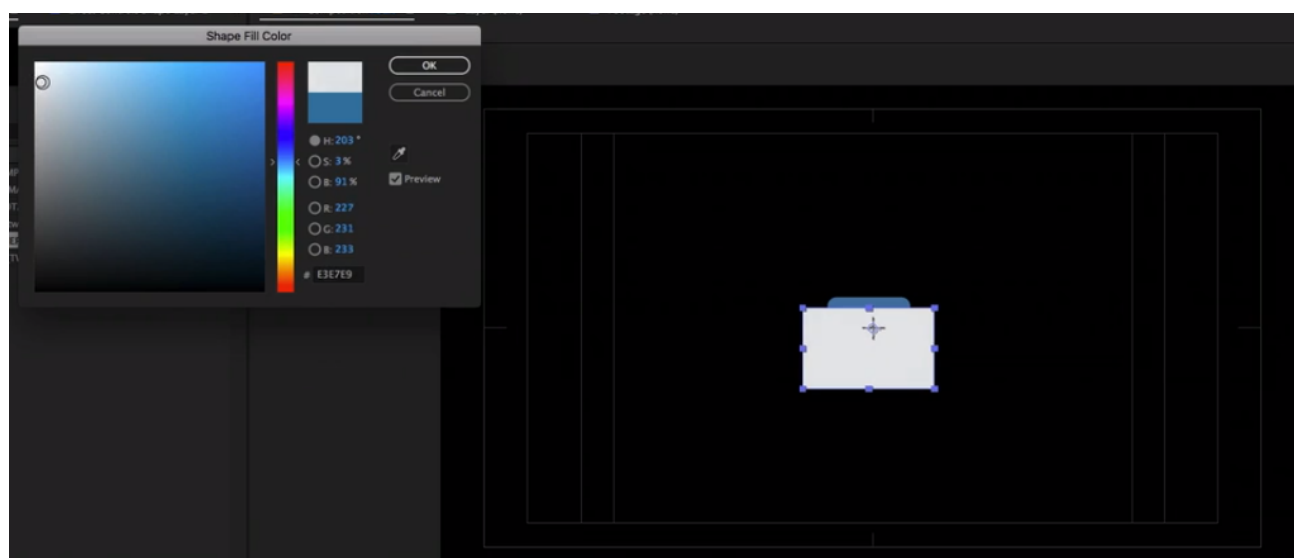 Shape Fill Color
OK
Cancel
H: 203 °
S: 3 %
B: 91 %
Preview
R: 227
G: 231
B: 233
# E3E7E9